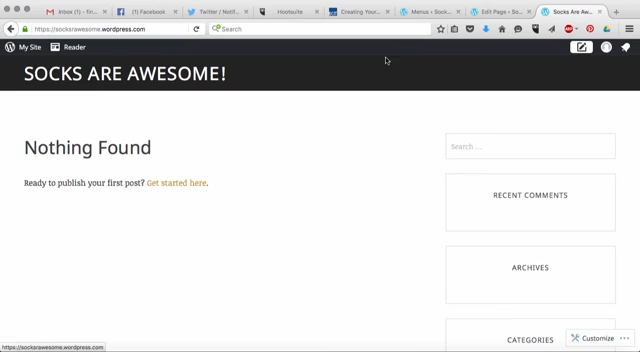 Inbox (1) – fin...
(1) Facebook
Twitter / Notif...
Hootsuite
Creating Your...
Menus ‹ Sock...
Edit Page ‹ So...
Socks Are Aw...
https://socksrawesome.wordpress.com
Search
My Site
Reader
SOCKS ARE AWESOME!
Nothing Found
Ready to publish your first post? Get started here.
Search …
RECENT COMMENTS
ARCHIVES
CATEGORIES
Customize
https://socksrawesome.wordpress.com